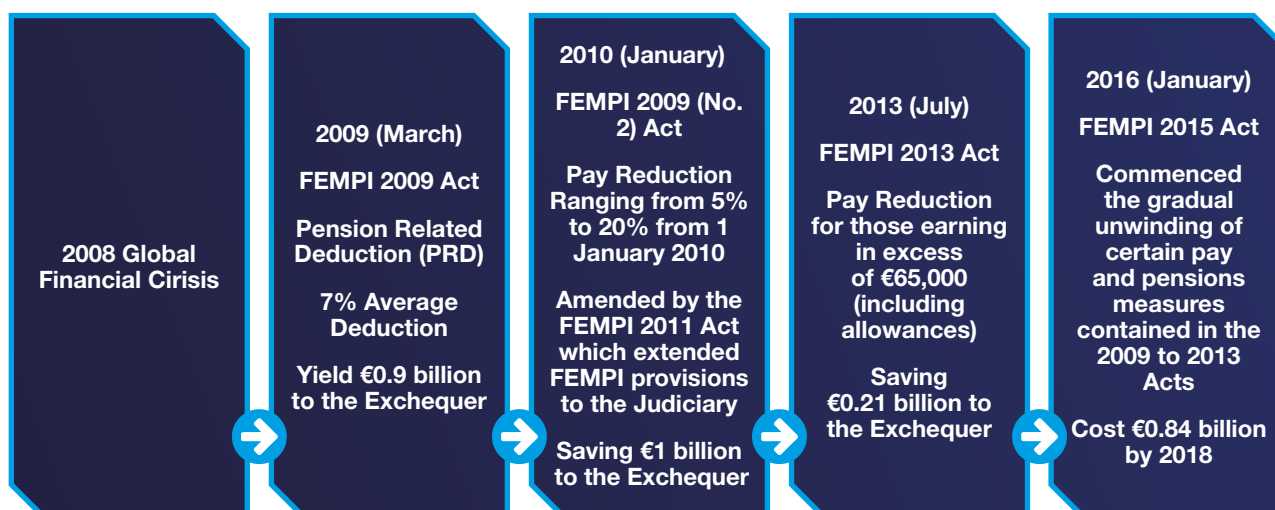 2008 Global
Financial Cirisis
2009 (March)
FEMPI 2009 Act
Pension Related
Deduction (PRD)
7% Average
Deduction
Yield €0.9 billion
to the Exchequer
2010 (January)
FEMPI 2009 (No.
2) Act
Pay Reduction
Ranging from 5%
to 20% from 1
January 2010
Amended by the
FEMPI 2011 Act
which extended
FEMPI provisions
to the Judiciary
Saving €1 billion
to the Exchequer
2013 (July)
FEMPI 2013 Act
Pay Reduction
for those earning
in excess
of €65,000
(including
allowances)
Saving
€0.21 billion to
the Exchequer
2016 (January)
FEMPI 2015 Act
Commenced
the gradual
unwinding of
certain pay
and pensions
measures
contained in the
2009 to 2013
Acts
Cost €0.84 billion
by 2018